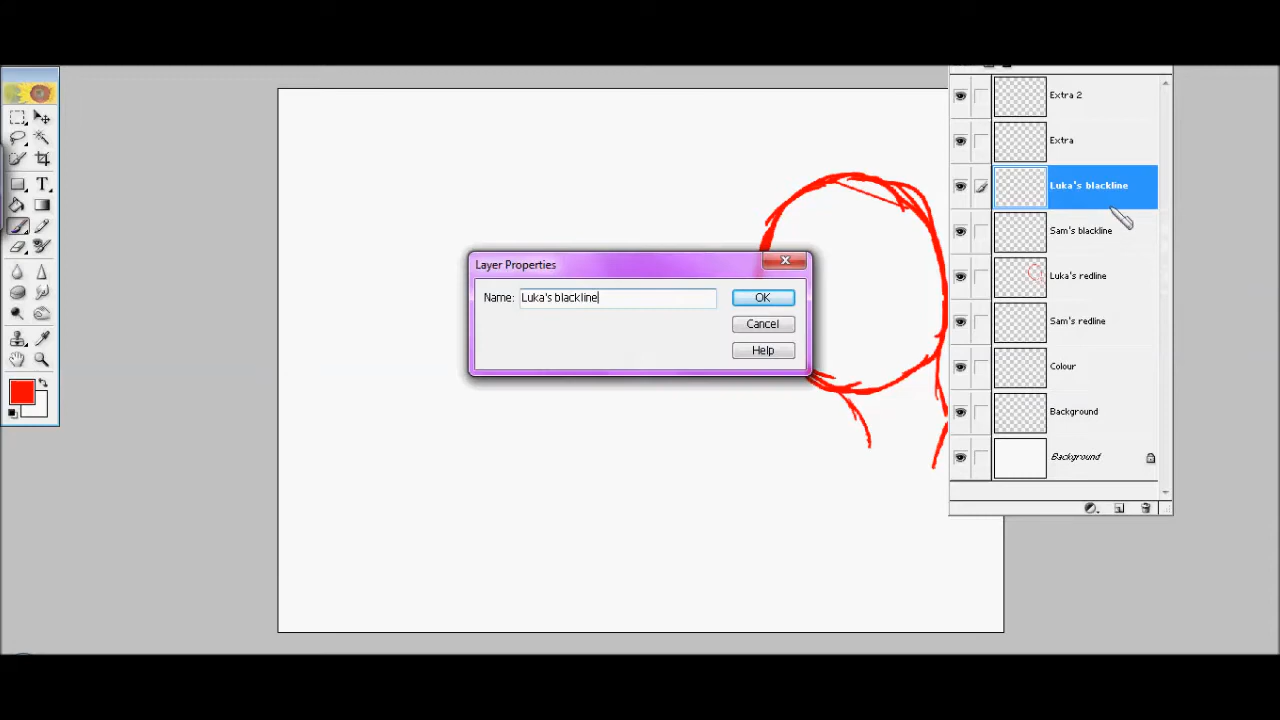 Layer Properties
Name: Luka's blackline
OK
Cancel
Help
Extra 2
Extra
Luka's blackline
Sam's blackline
Luka's redline
Sam's redline
Colour
Background
Background